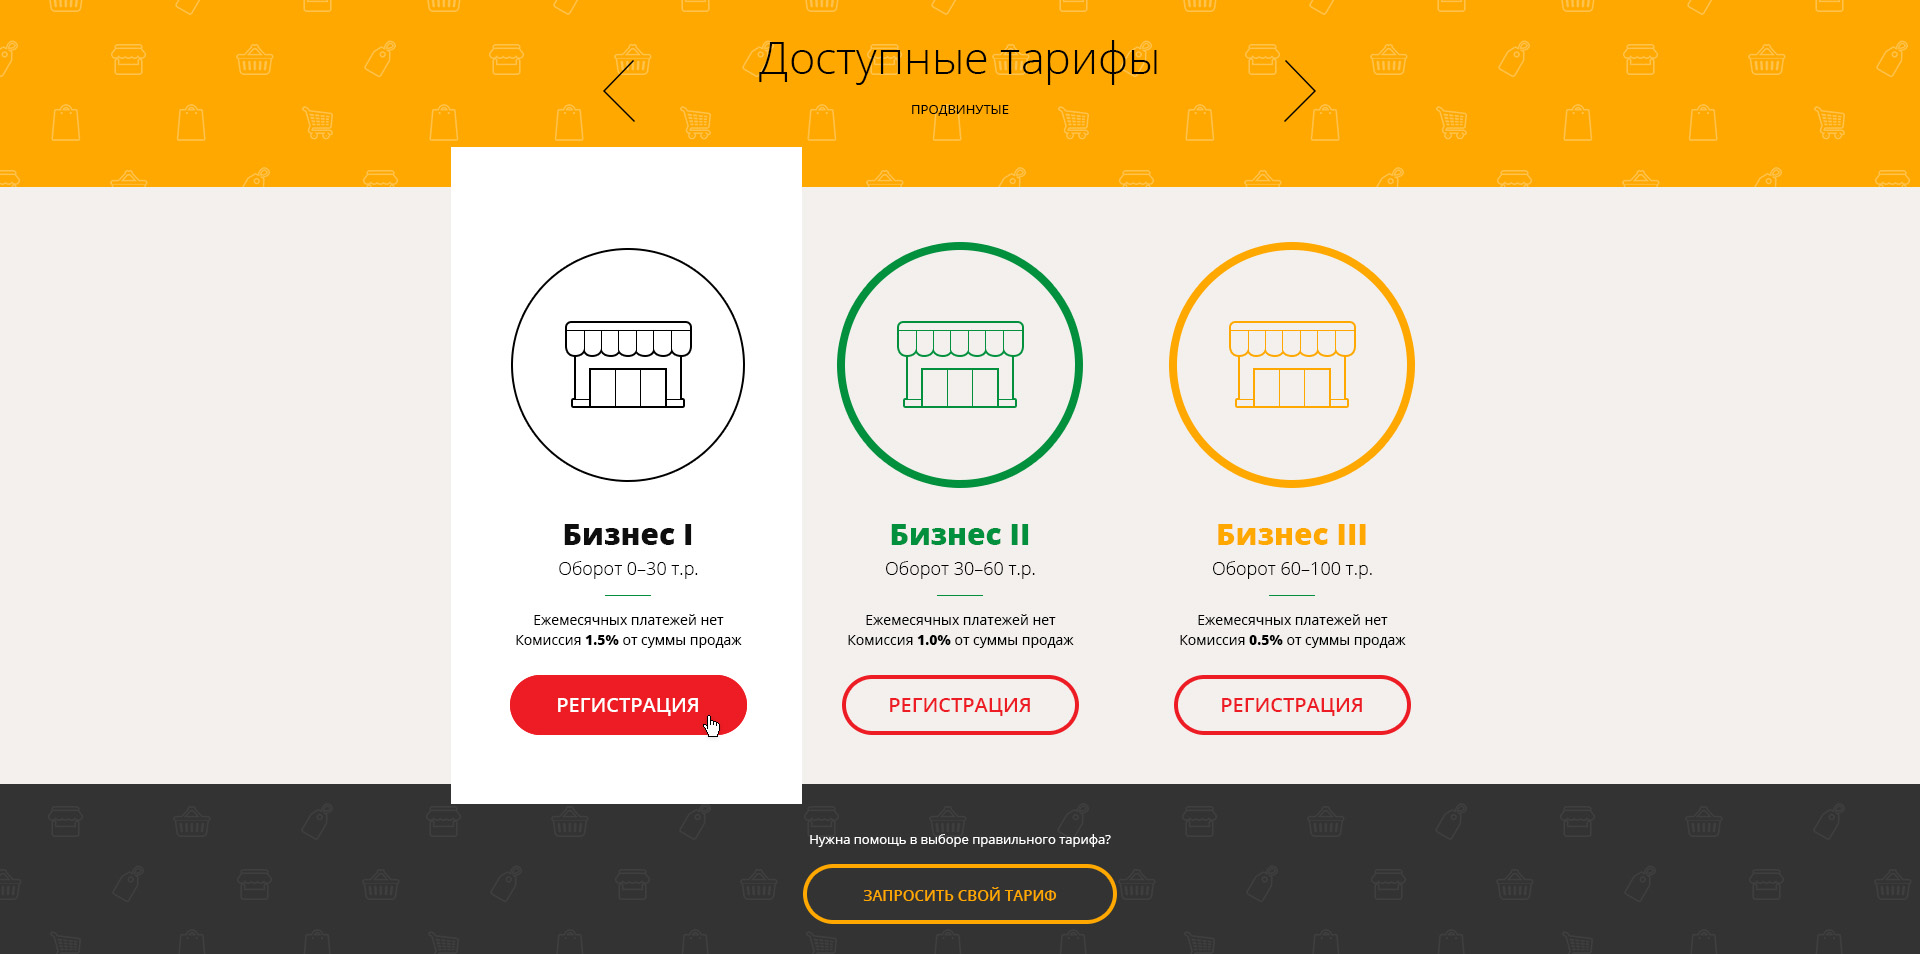 Доступные тарифы
ПРОДВИНУТЫЕ
Бизнес I
Оборот 0–30 т.р.
Ежемесячных платежей нет
Комиссия 1.5% от суммы продаж
РЕГИСТРАЦИЯ
Бизнес II
Оборот 30–60 т.р.
Ежемесячных платежей нет
Комиссия 1.0% от суммы продаж
РЕГИСТРАЦИЯ
Бизнес III
Оборот 60–100 т.р.
Ежемесячных платежей нет
Комиссия 0.5% от суммы продаж
РЕГИСТРАЦИЯ
Нужна помощь в выборе правильного тарифа?
ЗАПРОСИТЬ СВОЙ ТАРИФ